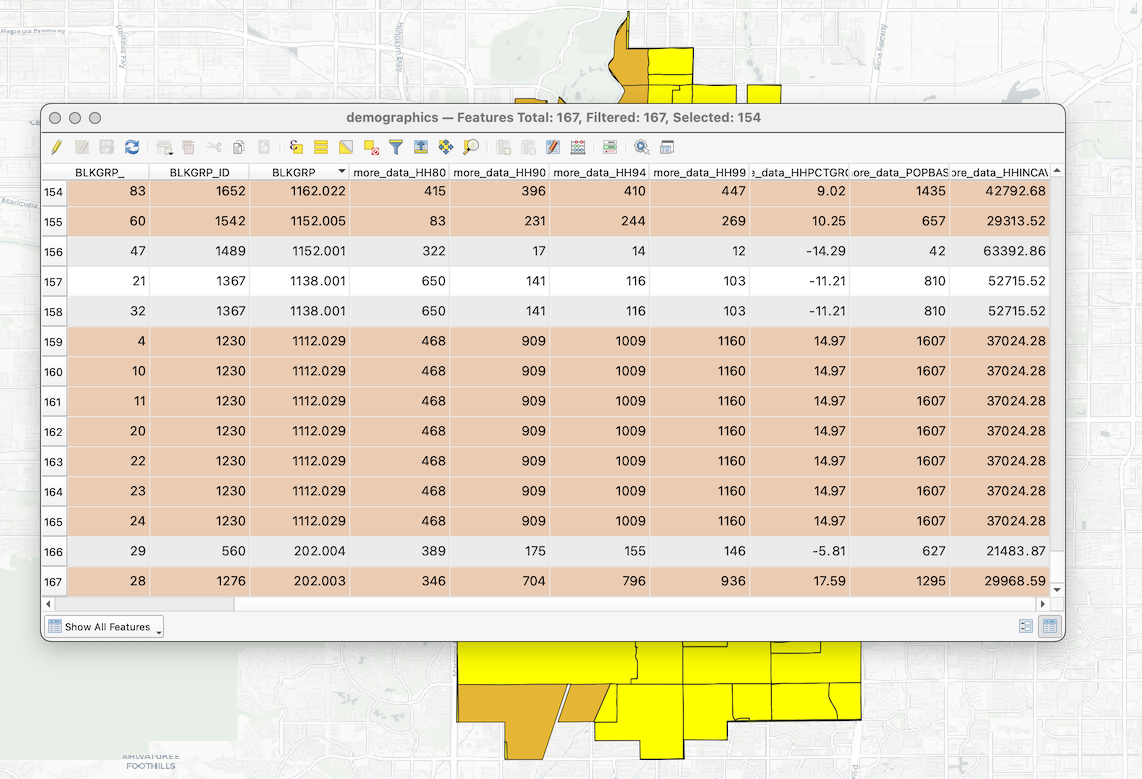 demographics — Features Total: 167, Filtered: 167, Selected: 154
BLKGRP_ BLKGRP_ID BLKGRP more_data_HH80 more_data_HH90 more_data_HH94 more_data_HH99 :_data_HHPCTGR( ore_data_POPBAS ore_data_HHINCAV
154 83 1652 1162.022 415 396 410 447 9.02 1435 42792.68
155 60 1542 1152.005 83 231 244 269 10.25 657 29313.52
156 47 1489 1152.001 322 17 14 12 -14.29 42 63392.86
157 21 1367 1138.001 650 141 116 103 -11.21 810 52715.52
158 32 1367 1138.001 650 141 116 103 -11.21 810 52715.52
159 4 1230 1112.029 468 909 1009 1160 14.97 1607 37024.28
160 10 1230 1112.029 468 909 1009 1160 14.97 1607 37024.28
161 11 1230 1112.029 468 909 1009 1160 14.97 1607 37024.28
162 20 1230 1112.029 468 909 1009 1160 14.97 1607 37024.28
163 22 1230 1112.029 468 909 1009 1160 14.97 1607 37024.28
164 23 1230 1112.029 468 909 1009 1160 14.97 1607 37024.28
165 24 1230 1112.029 468 909 1009 1160 14.97 1607 37024.28
166 29 560 202.004 389 175 155 146 -5.81 627 21483.87
167 28 1276 202.003 346 704 796 936 17.59 1295 29968.59
Show All Features
AHWATUKEE
FOOTHILLS